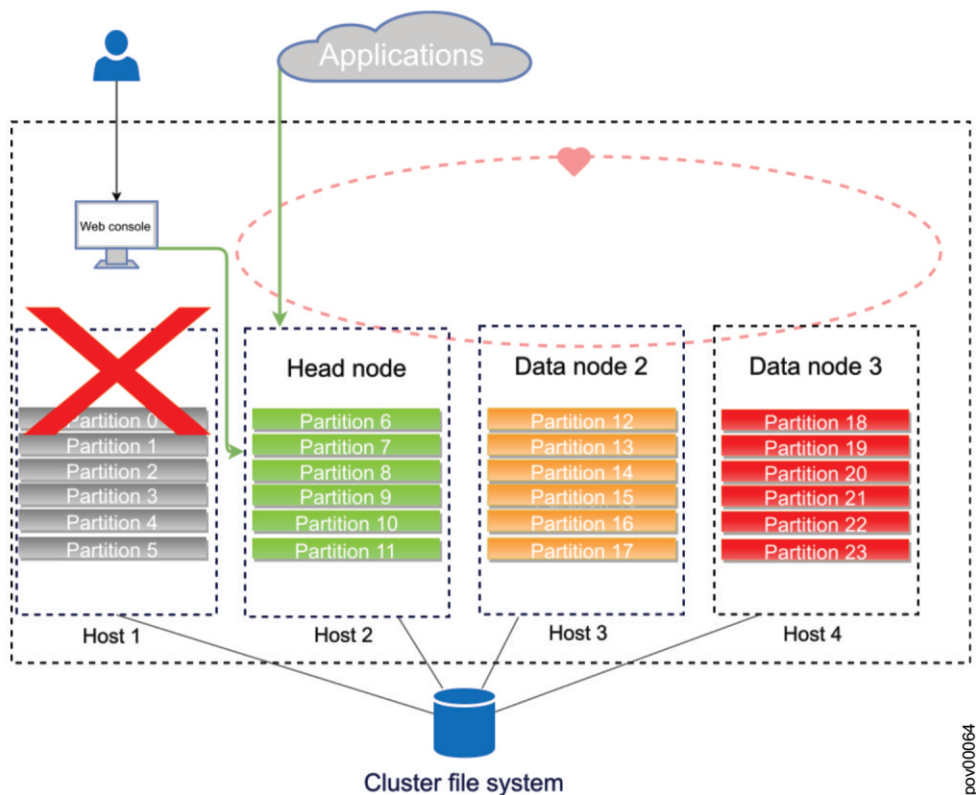 Applications
Web console
Head node
Data node 2
Data node 3
Partition 0
Partition 1
Partition 2
Partition 3
Partition 4
Partition 5
Partition 6
Partition 7
Partition 8
Partition 9
Partition 10
Partition 11
Partition 12
Partition 13
Partition 14
Partition 15
Partition 16
Partition 17
Partition 18
Partition 19
Partition 20
Partition 21
Partition 22
Partition 23
Host 1
Host 2
Host 3
Host 4
Cluster file system
pov00064